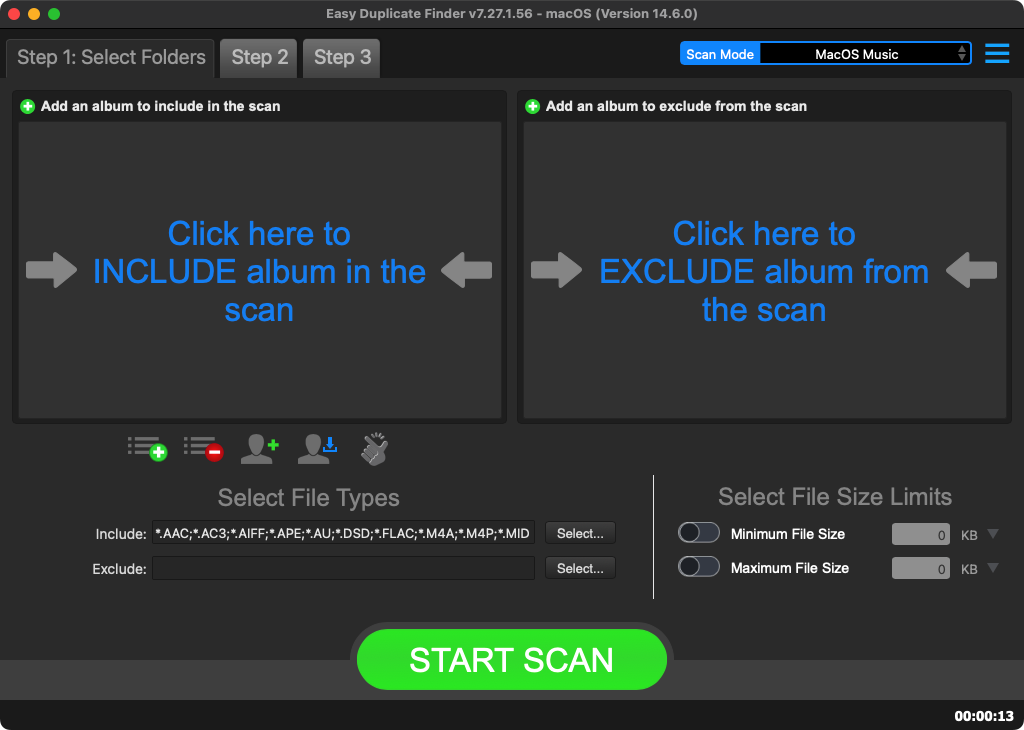 Easy Duplicate Finder v7.27.1.56 - macOS (Version 14.6.0)
Step 1: Select Folders
Step 2
Step 3
Scan Mode
MacOS Music
Add an album to include in the scan
Add an album to exclude from the scan
Click here to
INCLUDE album in the
scan
Click here to
EXCLUDE album from
the scan
Select File Types
Select File Size Limits
Include:
*.AAC;*.AC3;*.AIFF;*.APE;*.AU;*.DSD;*.FLAC;*.M4A;*.M4P;*.MID
Select...
Minimum File Size
0
KB
Exclude:
Select...
Maximum File Size
0
KB
START SCAN
00:00:13